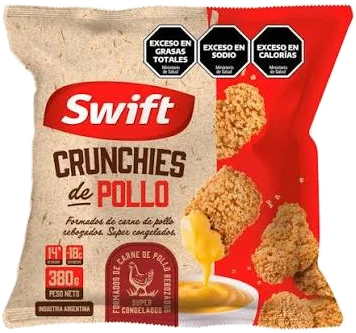 EXCESO EN
GRASAS
TOTALES
Ministerio
de Salud
EXCESO EN
SODIO
Ministerio
de Salud
EXCESO EN
CALORÍAS
Ministerio
de Salud
Swift
CRUNCHIES
de POLLO
Formados de carne de pollo
rebozados. Super congelados.
14
-18°C
380g
PESO NETO
INDUSTRIA ARGENTINA
FORMADOS DE CARNE DE POLLO REBOZADOS
SUPER
CONGELADOS